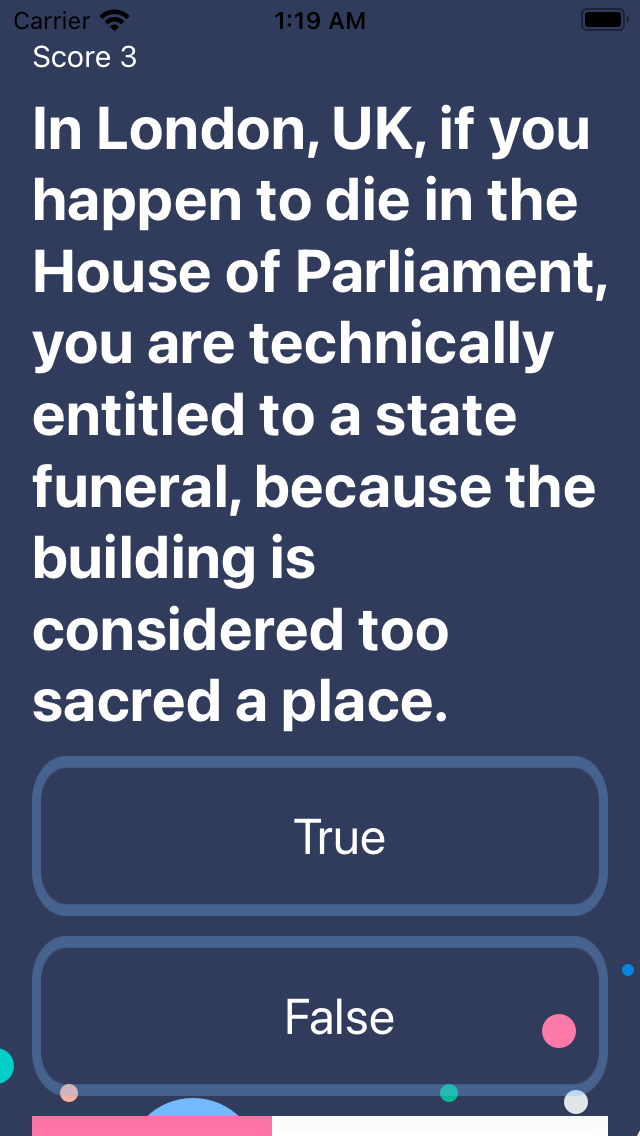 Carrier 1:19 AM
Score 3
In London, UK, if you
happen to die in the
House of Parliament,
you are technically
entitled to a state
funeral, because the
building is
considered too
sacred a place.
True
False